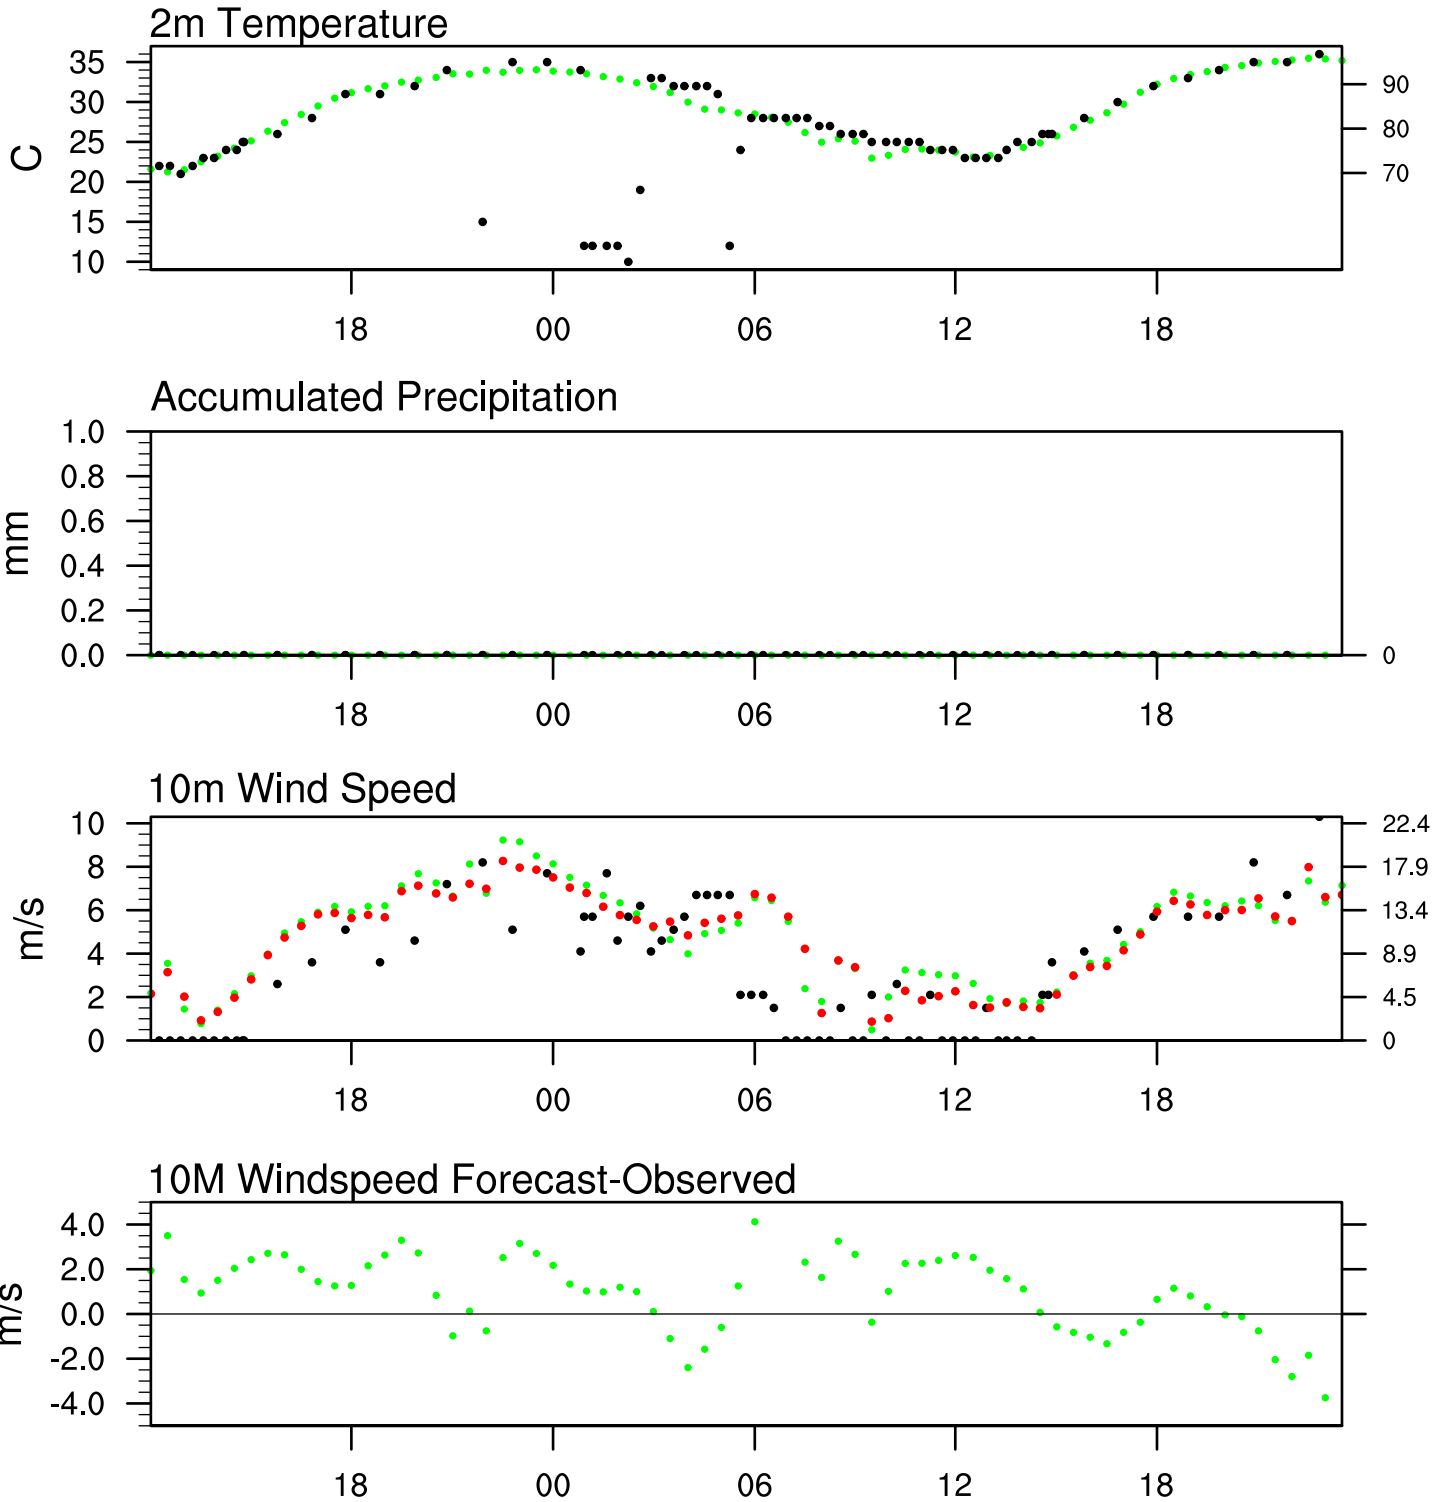 2m Temperature
35
30
25
20
15
10
C
90
80
70
18 00 06 12 18
Accumulated Precipitation
1.0
0.8
0.6
0.4
0.2
0.0
mm
0
18 00 06 12 18
10m Wind Speed
10
8
6
4
2
0
m/s
22.4
17.9
13.4
8.9
4.5
0
18 00 06 12 18
10M Windspeed Forecast-Observed
4.0
2.0
0.0
-2.0
-4.0
m/s
18 00 06 12 18